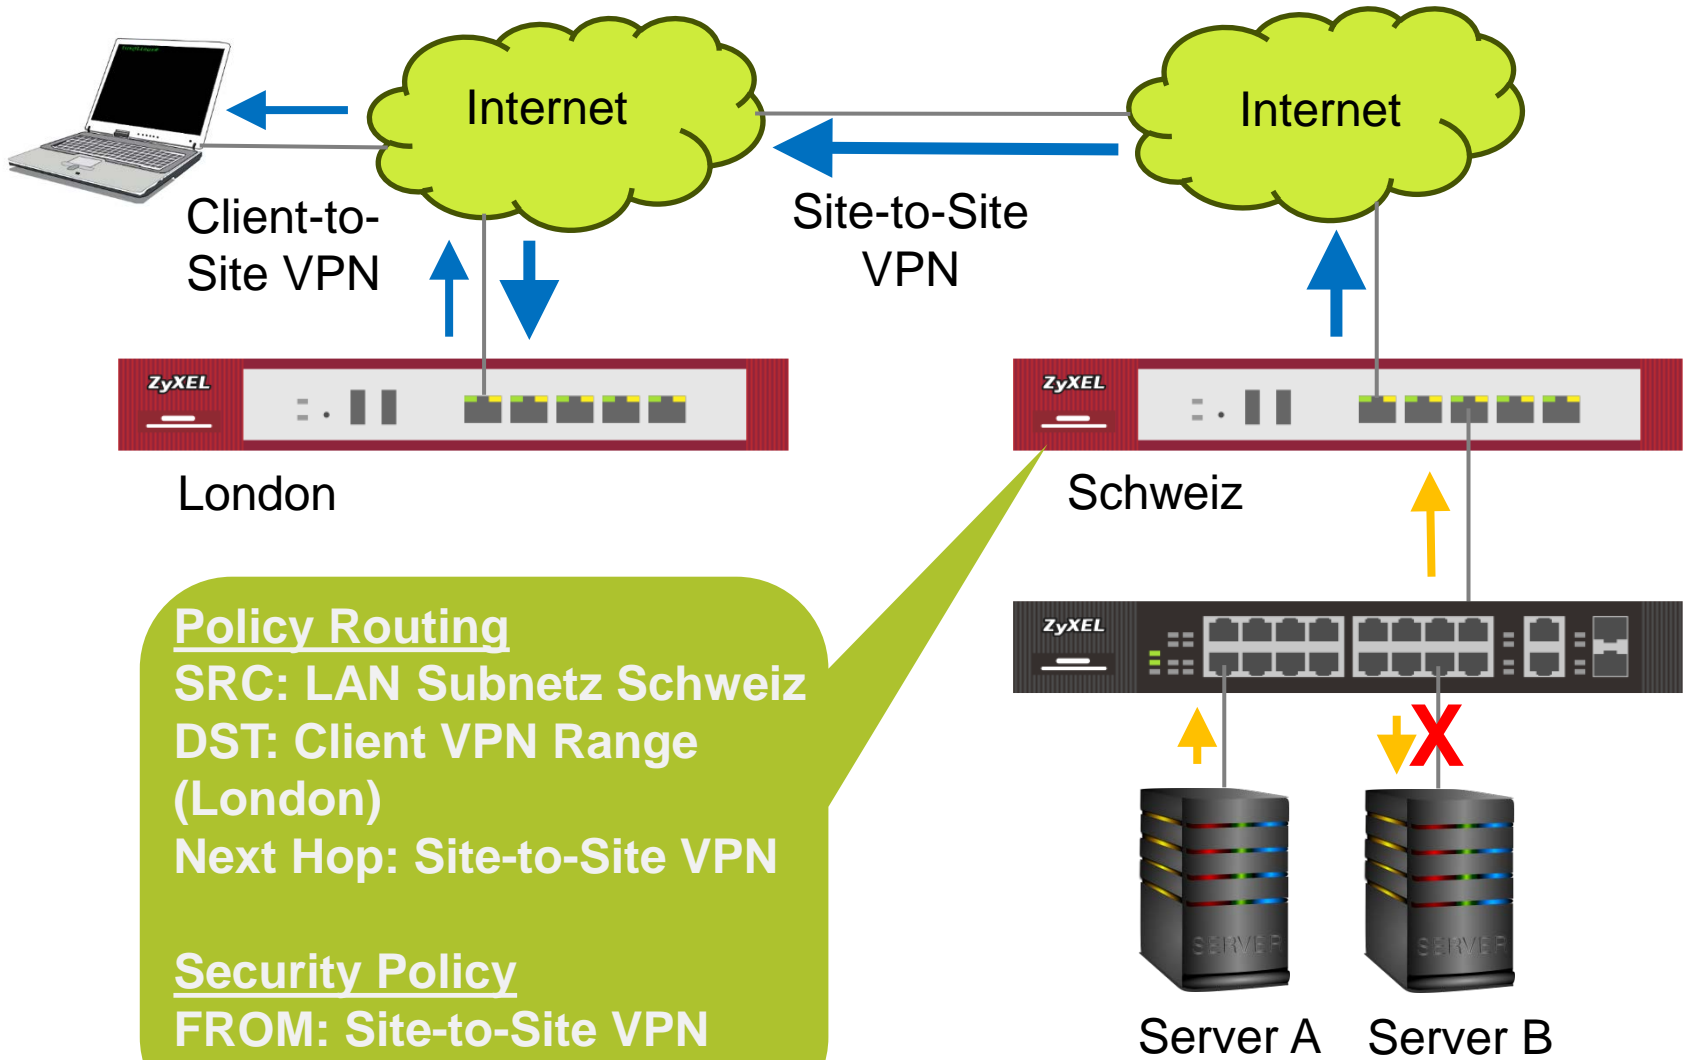 Internet
Internet
Client-to-
Site VPN
Site-to-Site
VPN
ZyXEL
ZyXEL
London
Schweiz
Policy Routing
SRC: LAN Subnetz Schweiz
DST: Client VPN Range
(London)
Next Hop: Site-to-Site VPN
Security Policy
FROM: Site-to-Site VPN
ZyXEL
X
SERVER
SERVER
Server A
Server B